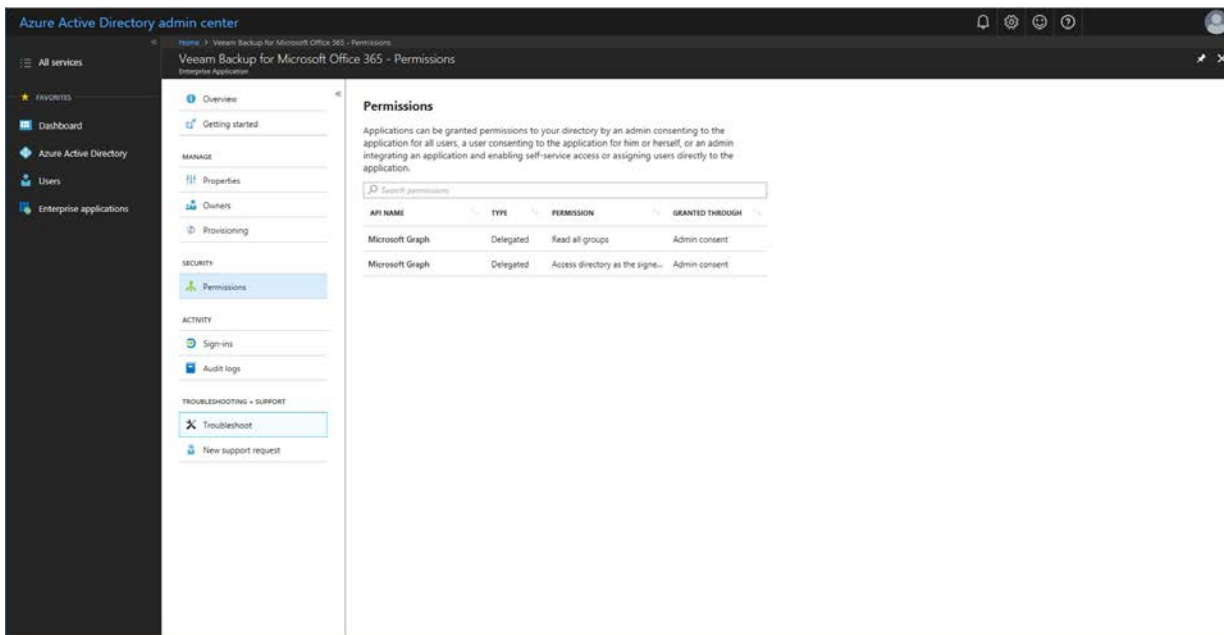 Azure Active Directory admin center
Home > Veeam Backup for Microsoft Office 365 - Permissions
Veeam Backup for Microsoft Office 365 - Permissions
Enterprise Application
All services
FAVORITES
Dashboard
Azure Active Directory
Users
Enterprise applications
Overview
Getting started
MANAGE
Properties
Owners
Provisioning
SECURITY
Permissions
ACTIVITY
Sign-ins
Audit logs
TROUBLESHOOTING + SUPPORT
Troubleshoot
New support request
Permissions
Applications can be granted permissions to your directory by an admin consenting to the
application for all users, a user consenting to the application for him or herself, or an admin
integrating an application and enabling self-service access or assigning users directly to the
application.
Search permissions
API NAME TYPE PERMISSION GRANTED THROUGH
Microsoft Graph Delegated Read all groups Admin consent
Microsoft Graph Delegated Access directory as the signe... Admin consent